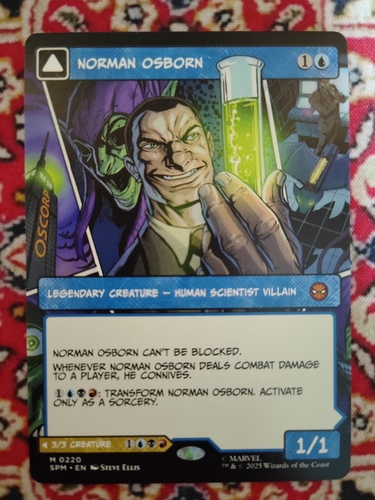 NORMAN OSBORN 1
OSCORP
LEGENDARY CREATURE — HUMAN SCIENTIST VILLAIN
NORMAN OSBORN CAN'T BE BLOCKED.
WHENEVER NORMAN OSBORN DEALS COMBAT DAMAGE
TO A PLAYER, HE CONNIVES.
1: TRANSFORM NORMAN OSBORN. ACTIVATE
ONLY AS A SORCERY.
3/3 CREATURE 1
1/1
M 0220
SPM • EN Steve Ellis
© MARVEL
™ & © 2025 Wizards of the Coast